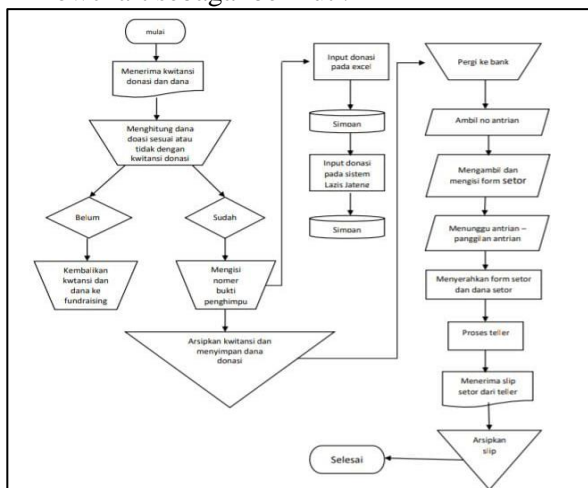 mulai
Menerima kwitansi
donasi dan dana
Menghitung dana
doasi sesuai atau
tidak dengan
kwitansi donasi
Belum
Sudah
Kembalikan
kwtansi dan
dana ke
fundraising
Mengisi
nomer
bukti
penghimpu
Arsipkan kwitansi dan
menyimpan dana
donasi
Input donasi
pada excel
Simoan
Input donasi
pada sistem
Lazis Jateng
Simoan
Pergi ke bank
Ambil no antrian
Mengambil dan
mengisi form setor
Menunggu antrian –
panggilan antrian
Menyerahkan form setor
dan dana setor
Proses teller
Menerima slip
setor dari teller
Arsipkan
slip
Selesai